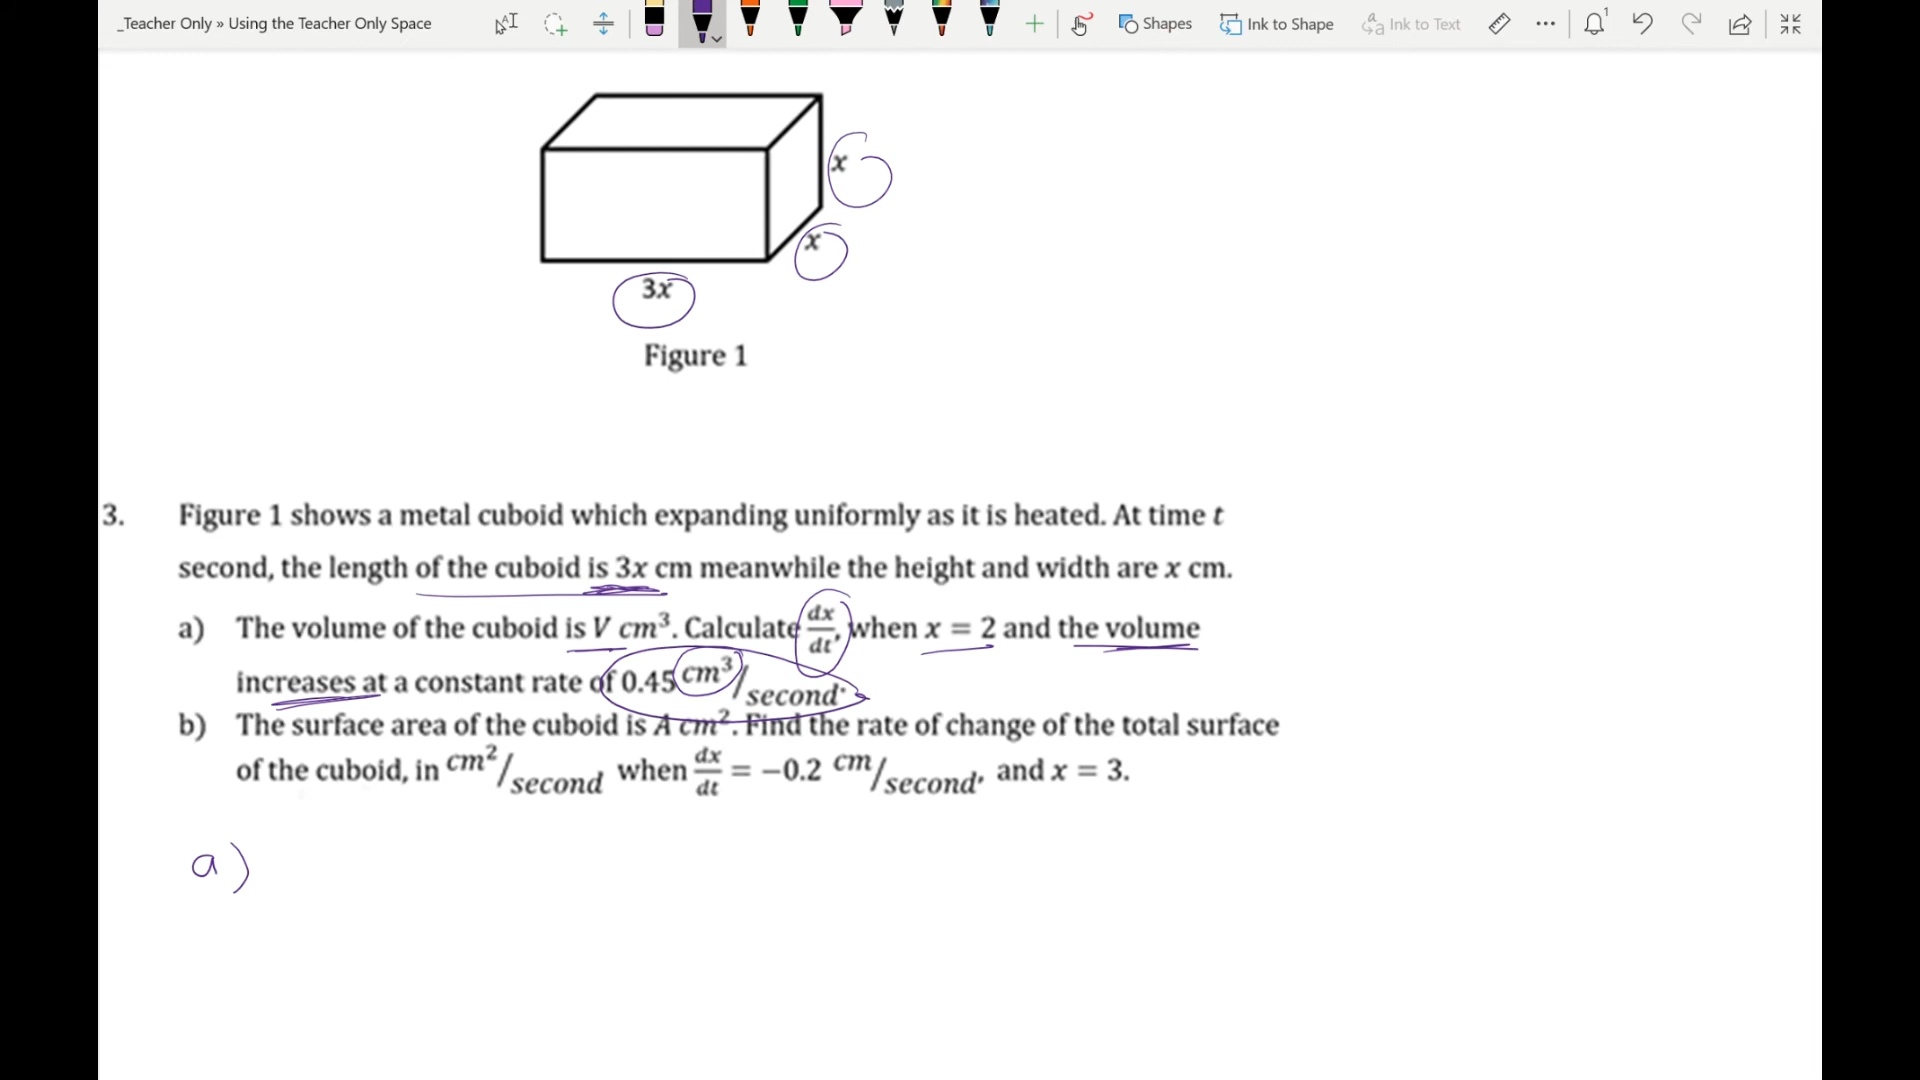 _Teacher Only » Using the Teacher Only Space
Shapes
Ink to Shape
Ink to Text
1
x
x
3x
Figure 1
3. Figure 1 shows a metal cuboid which expanding uniformly as it is heated. At time t
second, the length of the cuboid is 3x cm meanwhile the height and width are x cm.
a) The volume of the cuboid is V cm³. Calculate dx/dt, when x = 2 and the volume
increases at a constant rate of 0.45 cm³/second.
b) The surface area of the cuboid is A cm². Find the rate of change of the total surface
of the cuboid, in cm²/second when dx/dt = −0.2 cm/second, and x = 3.
a)